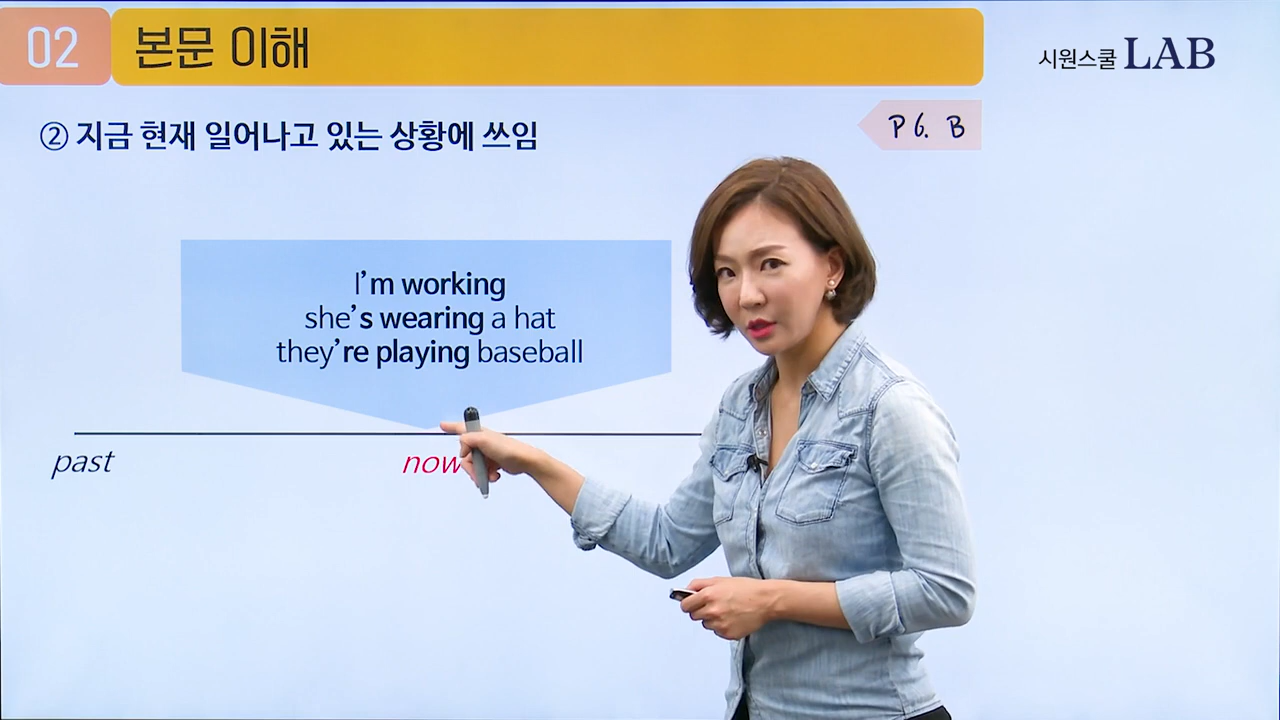 02 본문 이해
시원스쿨 LAB
② 지금 현재 일어나고 있는 상황에 쓰임
P 6. B
I'm working
she's wearing a hat
they're playing baseball
past
now